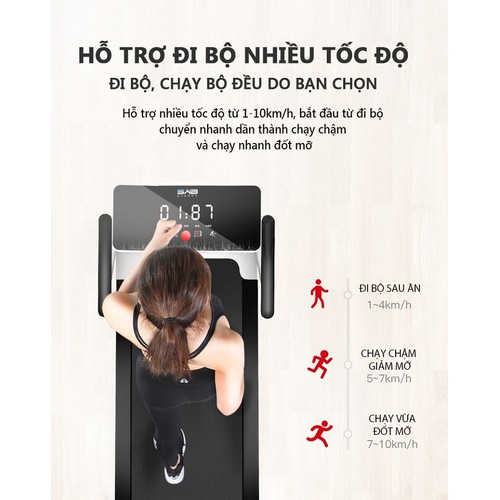 HỖ TRỢ ĐI BỘ NHIỀU TỐC ĐỘ
ĐI BỘ, CHẠY BỘ ĐỀU DO BẠN CHỌN
Hỗ trợ nhiều tốc độ từ 1-10km/h, bắt đầu từ đi bộ
chuyển nhanh dần thành chạy chậm
và chạy nhanh đốt mỡ
01:87
ĐI BỘ SAU ĂN
1~4km/h
CHẠY CHẬM
GIẢM MỠ
5~7km/h
CHẠY VỪA
ĐỐT MỠ
7~10km/h